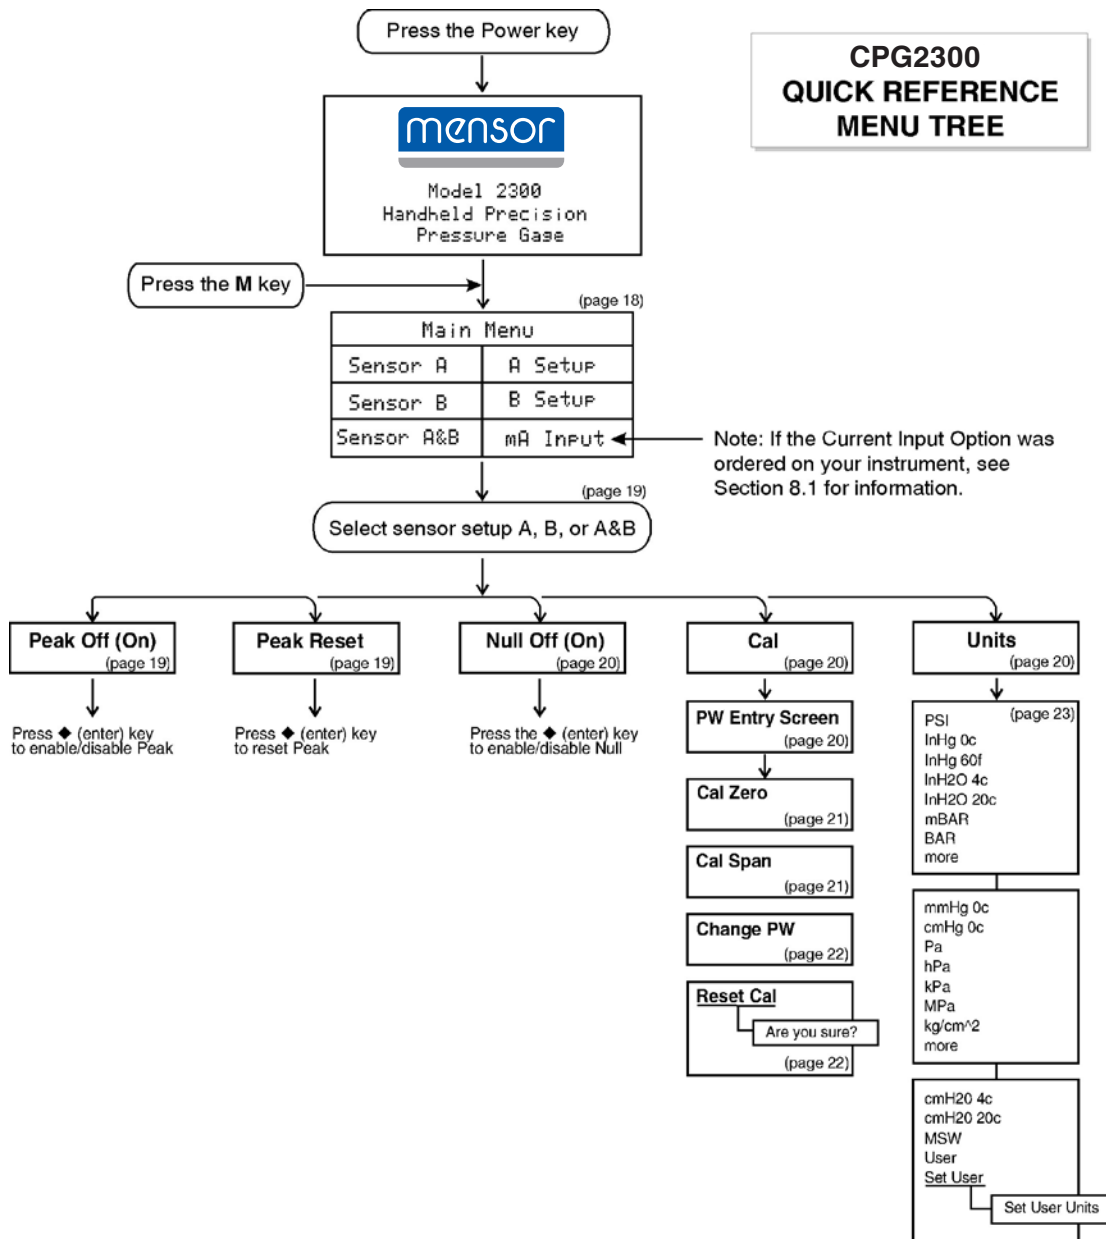 Press the Power key
CPG2300
QUICK REFERENCE
MENU TREE
mensor
Model 2300
Handheld Precision
Pressure Gage
Press the M key
(page 18)
Main Menu
Sensor A
A Setup
Sensor B
B Setup
Sensor A&B
mA Input
Note: If the Current Input Option was
ordered on your instrument, see
Section 8.1 for information.
(page 19)
Select sensor setup A, B, or A&B
Peak Off (On)
(page 19)
Press ◆ (enter) key
to enable/disable Peak
Peak Reset
(page 19)
Press ◆ (enter) key
to reset Peak
Null Off (On)
(page 20)
Press the ◆ (enter) key
to enable/disable Null
Cal
(page 20)
PW Entry Screen
(page 20)
Cal Zero
(page 21)
Cal Span
(page 21)
Change PW
(page 22)
Reset Cal
Are you sure?
(page 22)
Units
(page 20)
(page 23)
PSI
InHg 0c
InHg 60f
InH2O 4c
InH2O 20c
mBAR
BAR
more
mmHg 0c
cmHg 0c
Pa
hPa
kPa
MPa
kg/cm^2
more
cmH20 4c
cmH20 20c
MSW
User
Set User
Set User Units